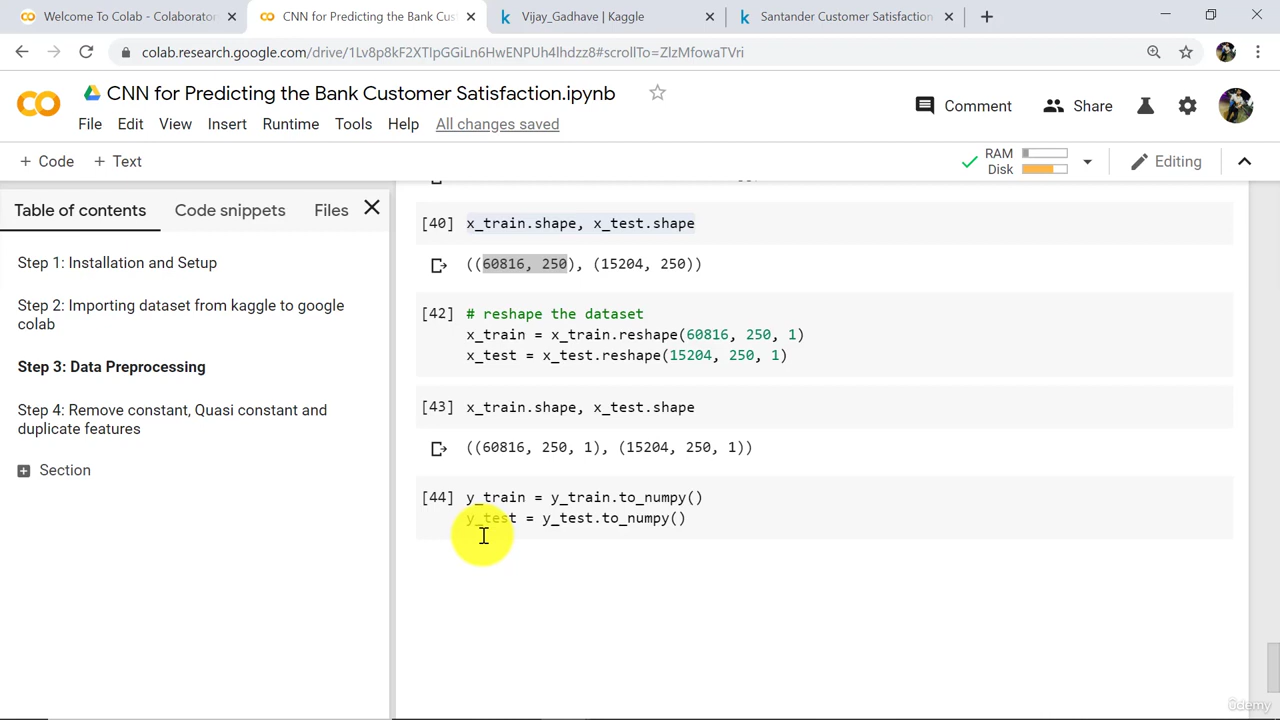 Welcome To Colab - Colaborator
CNN for Predicting the Bank Cust
Vijay_Gadhave | Kaggle
Santander Customer Satisfaction
colab.research.google.com/drive/1Lv8p8kF2XTIpGGiLn6HwENPUh4lhdzz8#scrollTo=ZlzMfowaTVri
CNN for Predicting the Bank Customer Satisfaction.ipynb
File Edit View Insert Runtime Tools Help All changes saved
Comment
Share
+ Code + Text
RAM
Disk
Editing
Table of contents
Code snippets
Files
Step 1: Installation and Setup
Step 2: Importing dataset from kaggle to google
colab
Step 3: Data Preprocessing
Step 4: Remove constant, Quasi constant and
duplicate features
Section
[40] x_train.shape, x_test.shape
((60816, 250), (15204, 250))
[42] # reshape the dataset
x_train = x_train.reshape(60816, 250, 1)
x_test = x_test.reshape(15204, 250, 1)
[43] x_train.shape, x_test.shape
((60816, 250, 1), (15204, 250, 1))
[44] y_train = y_train.to_numpy()
y_test = y_test.to_numpy()
ûdemy